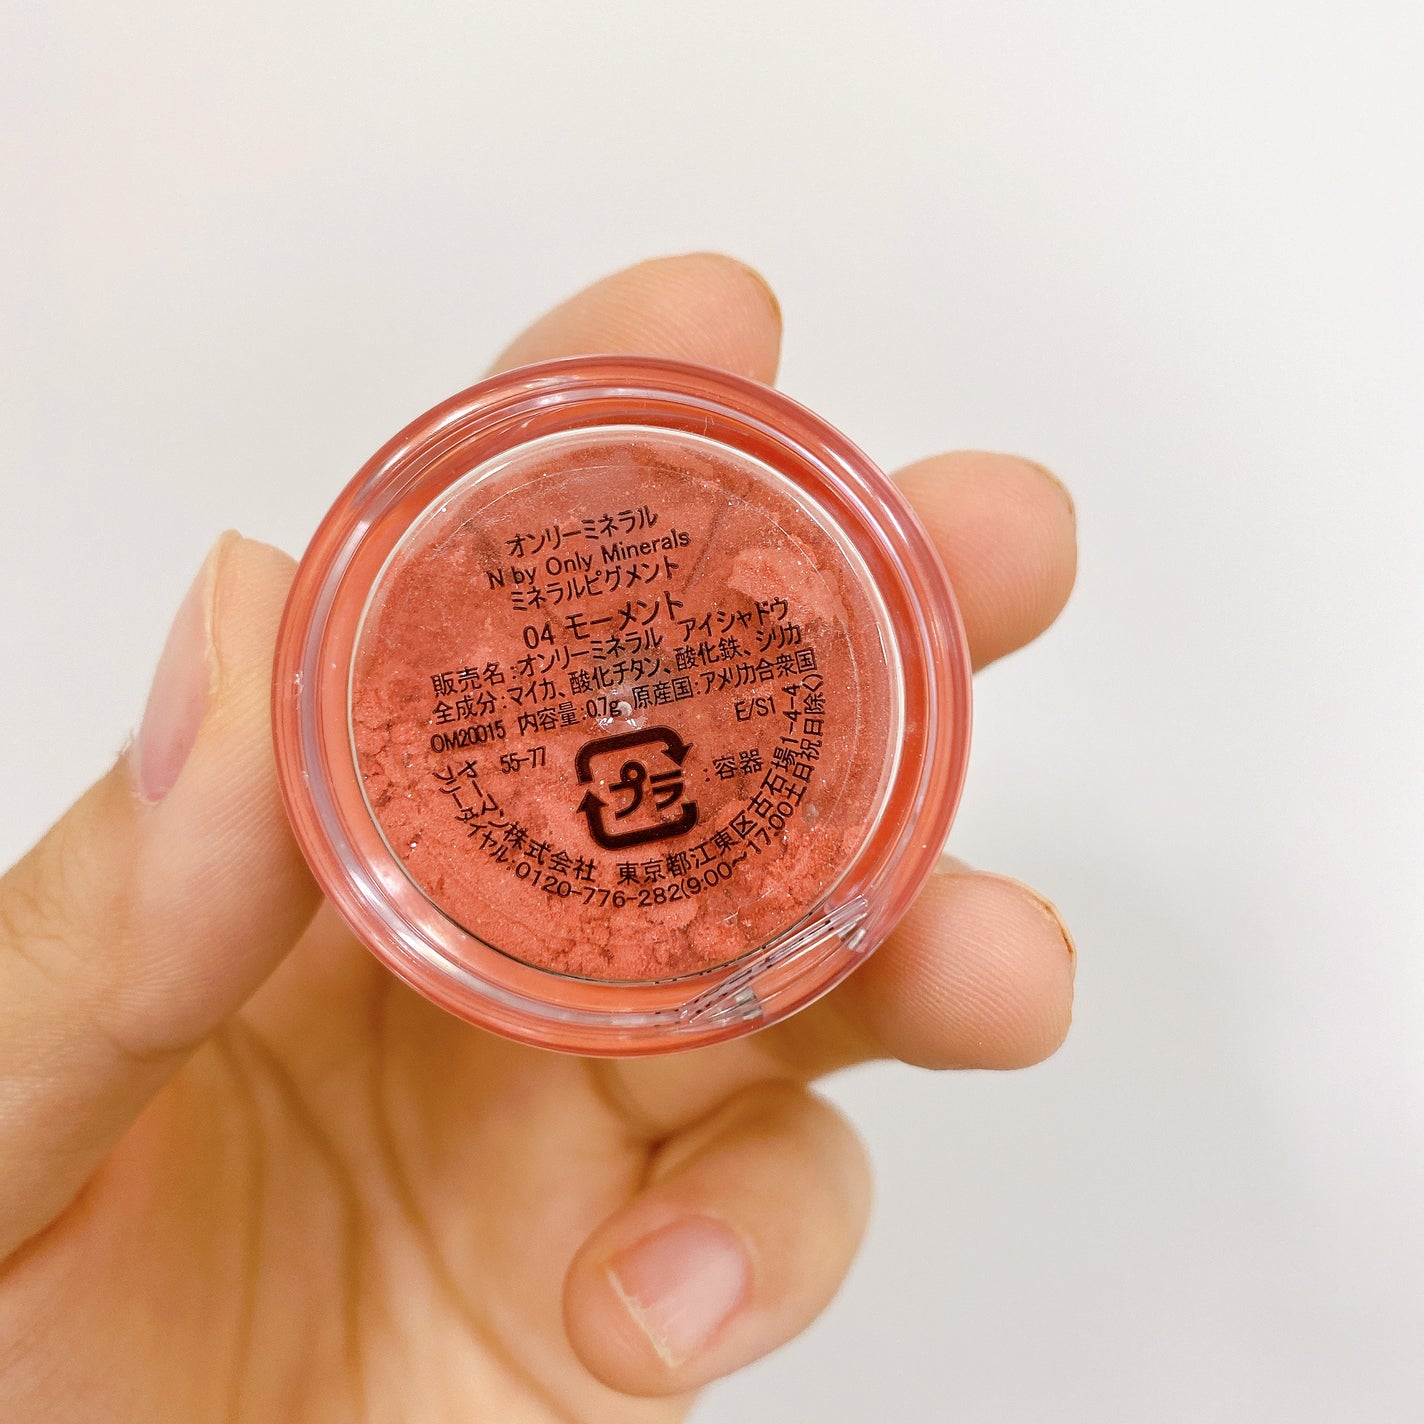 オンリーミネラル
N by Only Minerals
ミネラルピグメント
04 モーメント
販売名:オンリーミネラル アイシャドウ
全成分:マイカ、酸化チタン、酸化鉄、シリカ
OM20015 内容量:0.7g 原産国:アメリカ合衆国
55-77 E/S1
プラ :容器
ヤーマン株式会社 東京都江東区古石場1-4-4
フリーダイヤル:0120-776-282(9:00~17:00土日祝日除く)